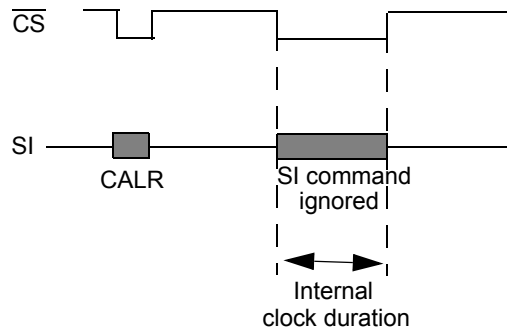 CS
SI
CALR
SI command
ignored
Internal
clock duration